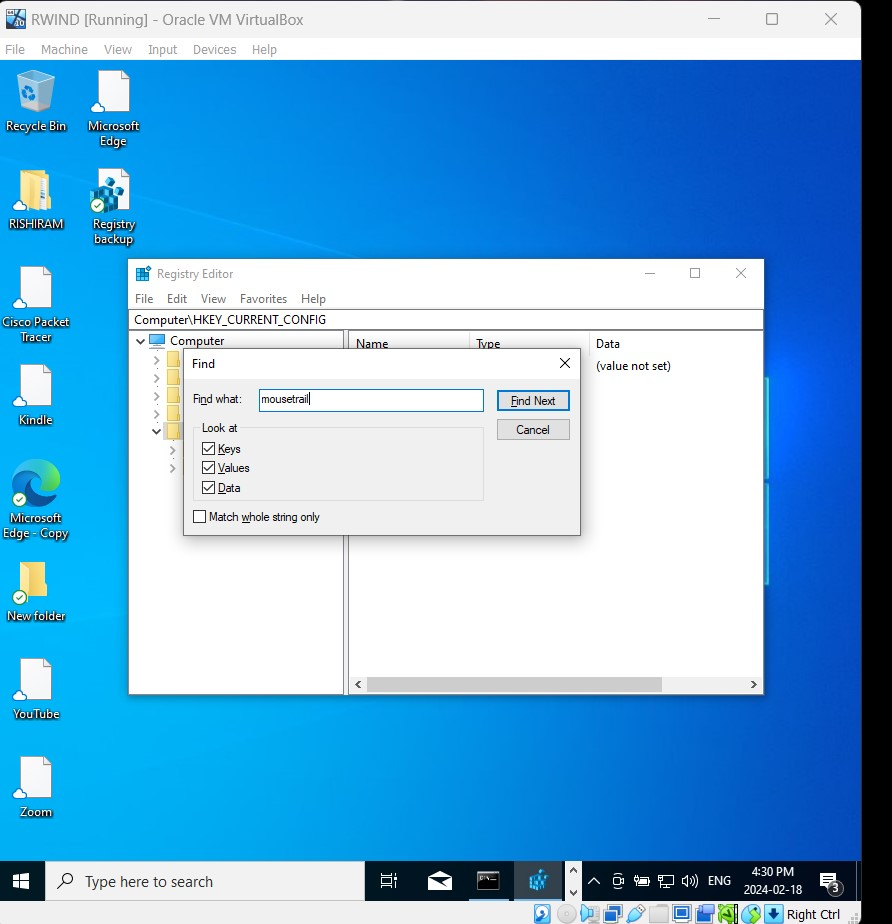 RWIND [Running] - Oracle VM VirtualBox
File Machine View Input Devices Help
Recycle Bin
Microsoft
Edge
RISHIRAM
Registry
backup
Cisco Packet
Tracer
Kindle
Microsoft
Edge - Copy
New folder
YouTube
Zoom
Registry Editor
File Edit View Favorites Help
Computer\HKEY_CURRENT_CONFIG
Computer
Name Type Data
(value not set)
Find
Find what: mousetrail
Find Next
Look at
Cancel
Keys
Values
Data
Match whole string only
Type here to search
ENG
4:30 PM
2024-02-18
3
Right Ctrl